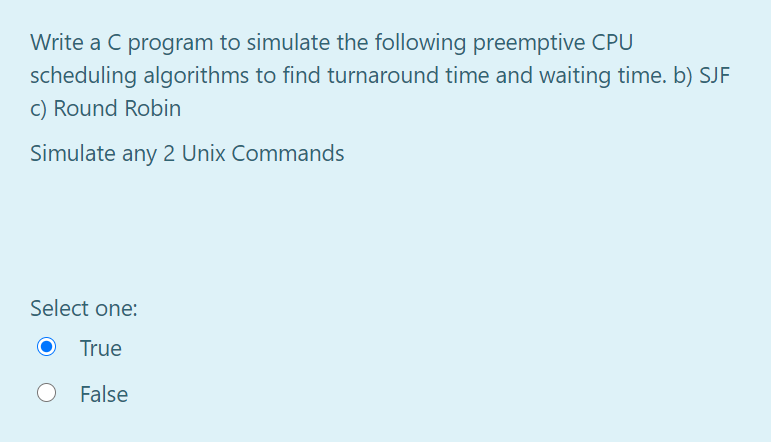 Write a C program to simulate the following preemptive CPU
scheduling algorithms to find turnaround time and waiting time. b) SJF
c) Round Robin
Simulate any 2 Unix Commands
Select one:
True
False